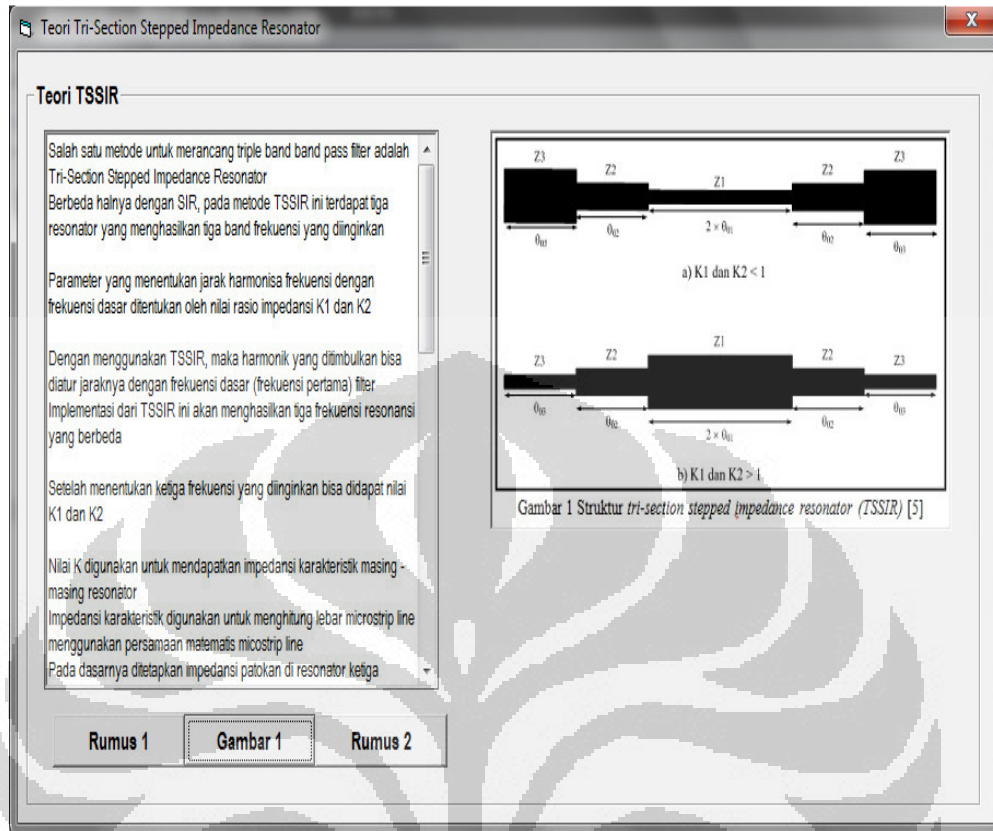 Teori Tri-Section Stepped Impedance Resonator
X
Teori TSSIR
Salah satu metode untuk merancang triple band band pass filter adalah
Tri-Section Stepped Impedance Resonator
Berbeda halnya dengan SIR, pada metode TSSIR ini terdapat tiga
resonator yang menghasilkan tiga band frekuensi yang diinginkan
Parameter yang menentukan jarak harmonisa frekuensi dengan
frekuensi dasar ditentukan oleh nilai rasio impedansi K1 dan K2
Dengan menggunakan TSSIR, maka harmonik yang ditimbulkan bisa
diatur jaraknya dengan frekuensi dasar (frekuensi pertama) filter
Implementasi dari TSSIR ini akan menghasilkan tiga frekuensi resonansi
yang berbeda
Setelah menentukan ketiga frekuensi yang diinginkan bisa didapat nilai
K1 dan K2
Nilai K digunakan untuk mendapatkan impedansi karakteristik masing -
masing resonator
Impedansi karakteristik digunakan untuk menghitung lebar microstrip line
menggunakan persamaan matematis micostrip line
Pada dasarnya ditetapkan impedansi patokan di resonator ketiga
Rumus 1 Gambar 1 Rumus 2
Z3 Z2 Z1 Z2 Z3
θ03 θ02 2 × θ01 θ02 θ03
a) K1 dan K2 < 1
Z3 Z2 Z1 Z2 Z3
θ03 θ02 2 × θ01 θ02 θ03
b) K1 dan K2 > 1
Gambar 1 Struktur tri-section stepped impedance resonator (TSSIR) [5]